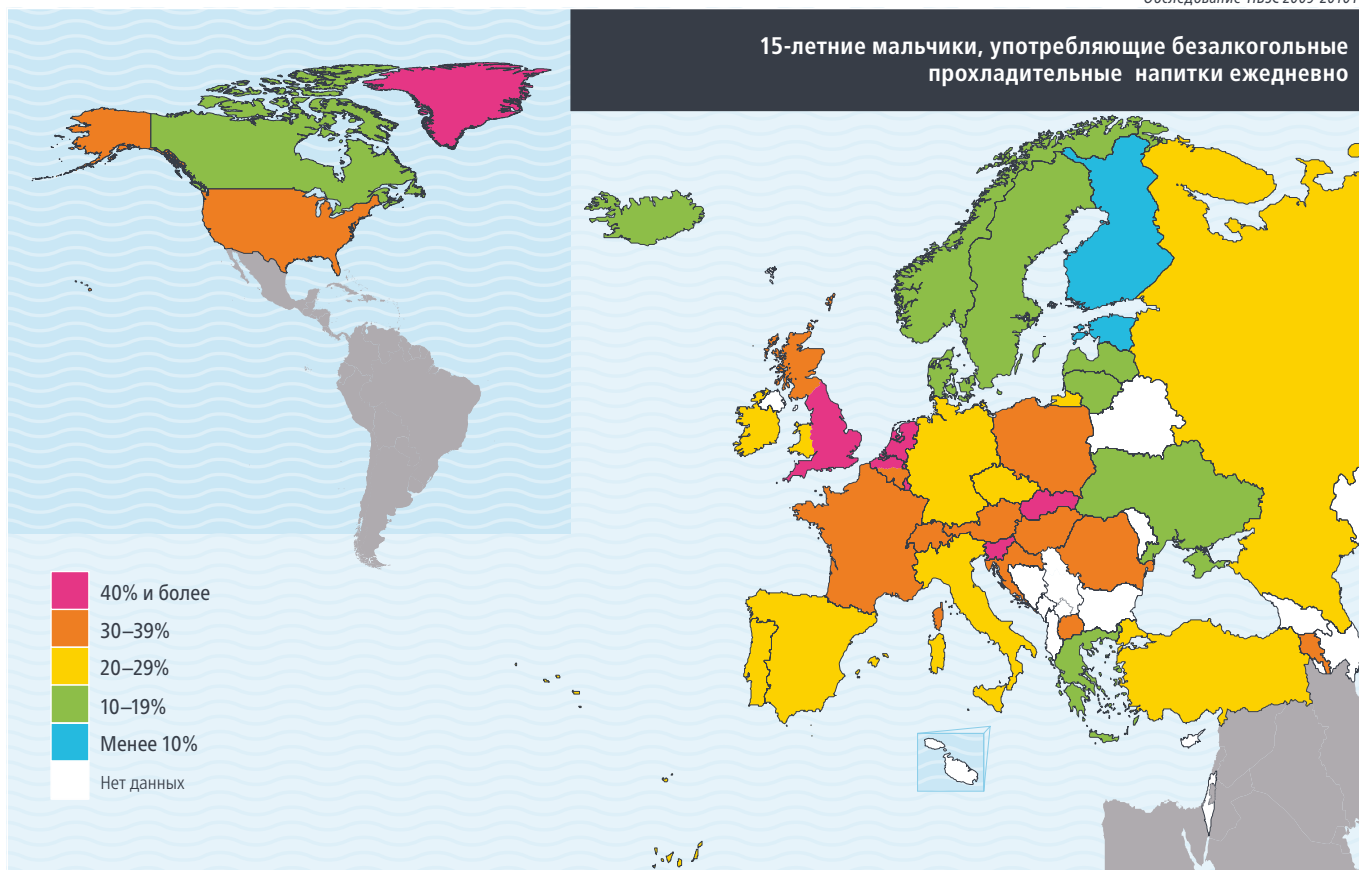 15-летние мальчики, употребляющие безалкогольные
прохладительные напитки ежедневно
40% и более
30–39%
20–29%
10–19%
Менее 10%
Нет данных